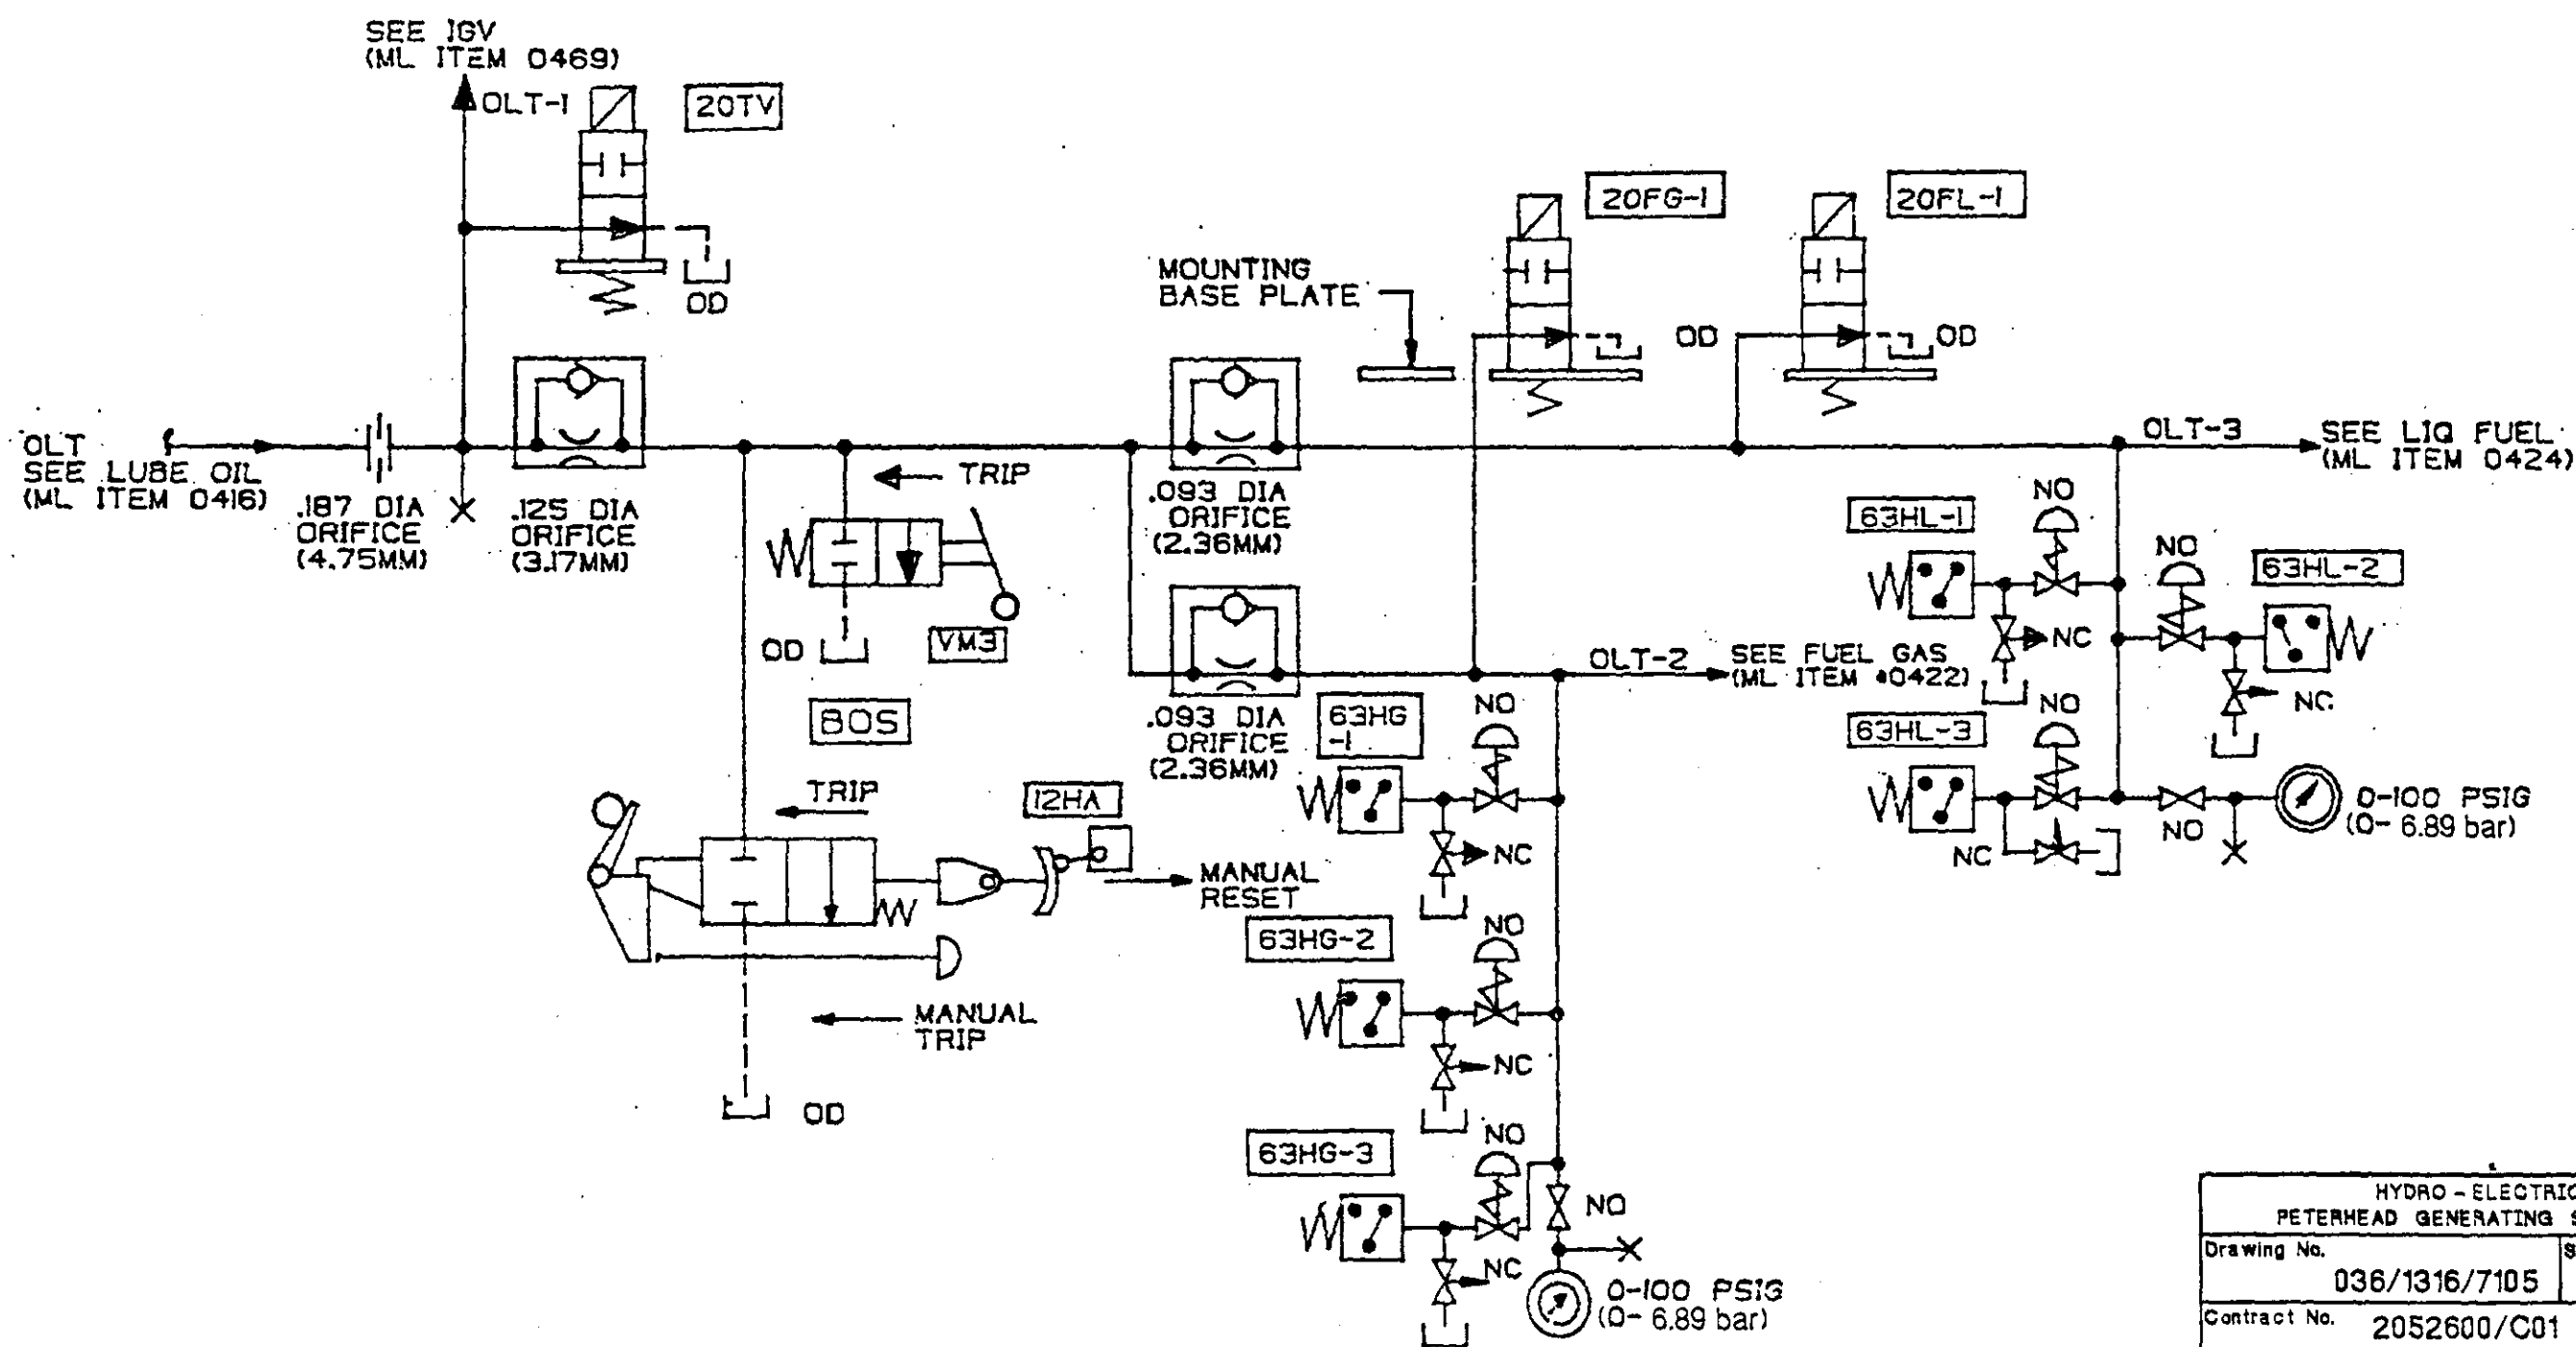 SEE IGV
(ML ITEM 0469)
OLT-1
20TV
OD
20FG-1
20FL-1
MOUNTING
BASE PLATE
OD
OD
OLT
SEE LUBE OIL
(ML ITEM 0416)
.187 DIA
ORIFICE
(4.75MM)
.125 DIA
ORIFICE
(3.17MM)
TRIP
OD
VM3
.093 DIA
ORIFICE
(2.36MM)
OLT-3
SEE LIQ FUEL
(ML ITEM 0424)
NO
63HL-1
NC
NO
63HL-2
NC
OLT-2
SEE FUEL GAS
(ML ITEM 0422)
BOS
.093 DIA
ORIFICE
(2.36MM)
63HG
-1
NO
NC
63HL-3
NO
NC
NO
0-100 PSIG
(0- 6.89 bar)
TRIP
12HA
MANUAL
RESET
MANUAL
TRIP
OD
63HG-2
NO
NC
63HG-3
NO
NC
NO
0-100 PSIG
(0- 6.89 bar)
HYDRO - ELECTRIC
PETERHEAD GENERATING S
Drawing No.
036/1316/7105
S
Contract No. 2052600/C01